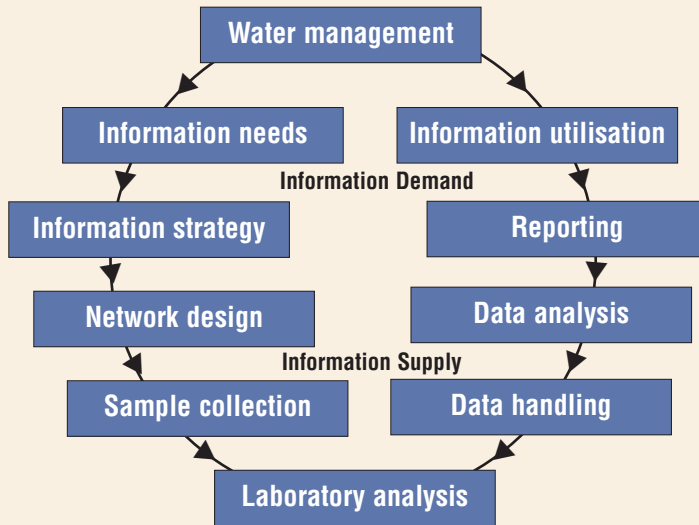 Water management
Information needs
Information utilisation
Information Demand
Information strategy
Reporting
Network design
Data analysis
Information Supply
Sample collection
Data handling
Laboratory analysis